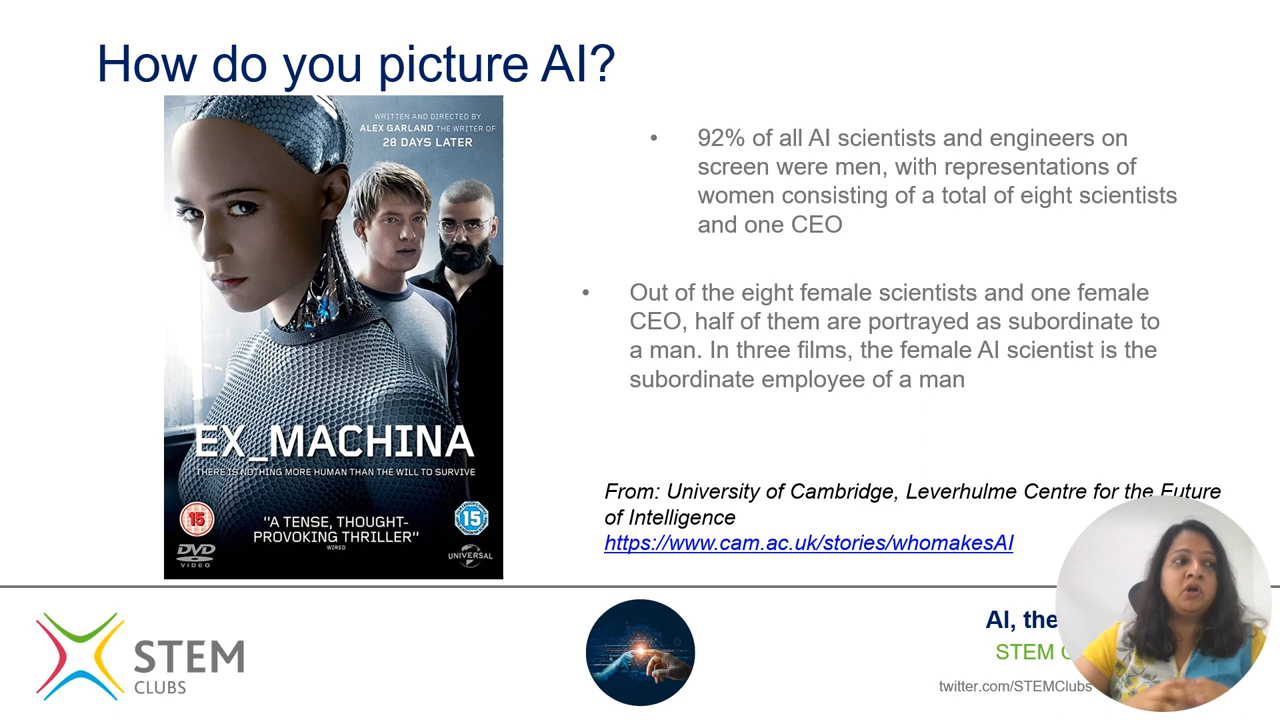 How do you picture AI?
WRITTEN AND DIRECTED BY
ALEX GARLAND THE WRITER OF
28 DAYS LATER
EX_MACHINA
THERE IS NOTHING MORE HUMAN THAN THE WILL TO SURVIVE
15
"A TENSE, THOUGHT-
PROVOKING THRILLER"
WIRED
15
DVD
VIDEO
UNIVERSAL
• 92% of all AI scientists and engineers on
screen were men, with representations of
women consisting of a total of eight scientists
and one CEO
• Out of the eight female scientists and one female
CEO, half of them are portrayed as subordinate to
a man. In three films, the female AI scientist is the
subordinate employee of a man
From: University of Cambridge, Leverhulme Centre for the Future
of Intelligence
https://www.cam.ac.uk/stories/whomakesAI
STEM
CLUBS
AI, the
STEM
twitter.com/STEMClubs